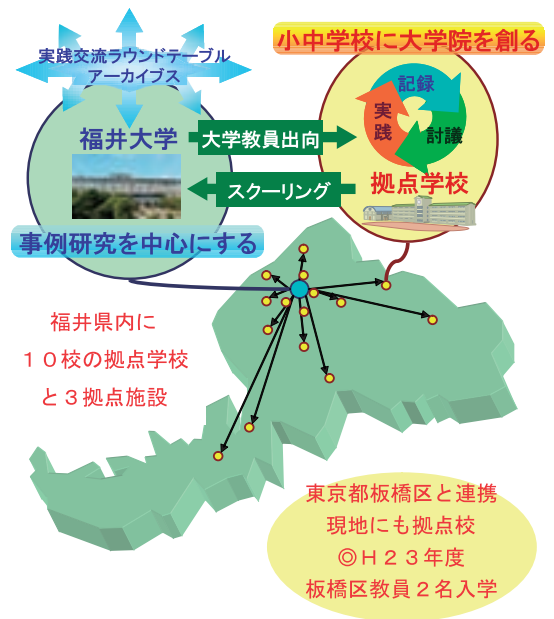 実践交流ラウンドテーブル
アーカイブス
福井大学
事例研究を中心にする
大学教員出向
スクーリング
小中学校に大学院を創る
記録
実践
討議
拠点学校
福井県内に
１０校の拠点学校
と３拠点施設
東京都板橋区と連携
現地にも拠点校
◎Ｈ２３年度
板橋区教員２名入学